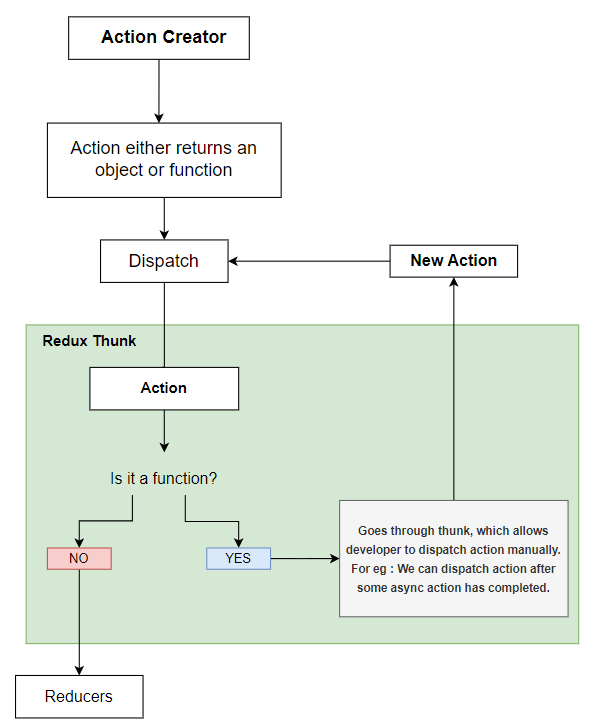 Action Creator
Action either returns an
object or function
Dispatch
New Action
Redux Thunk
Action
Is it a function?
NO
YES
Goes through thunk, which allows
developer to dispatch action manually.
For eg : We can dispatch action after
some async action has completed.
Reducers